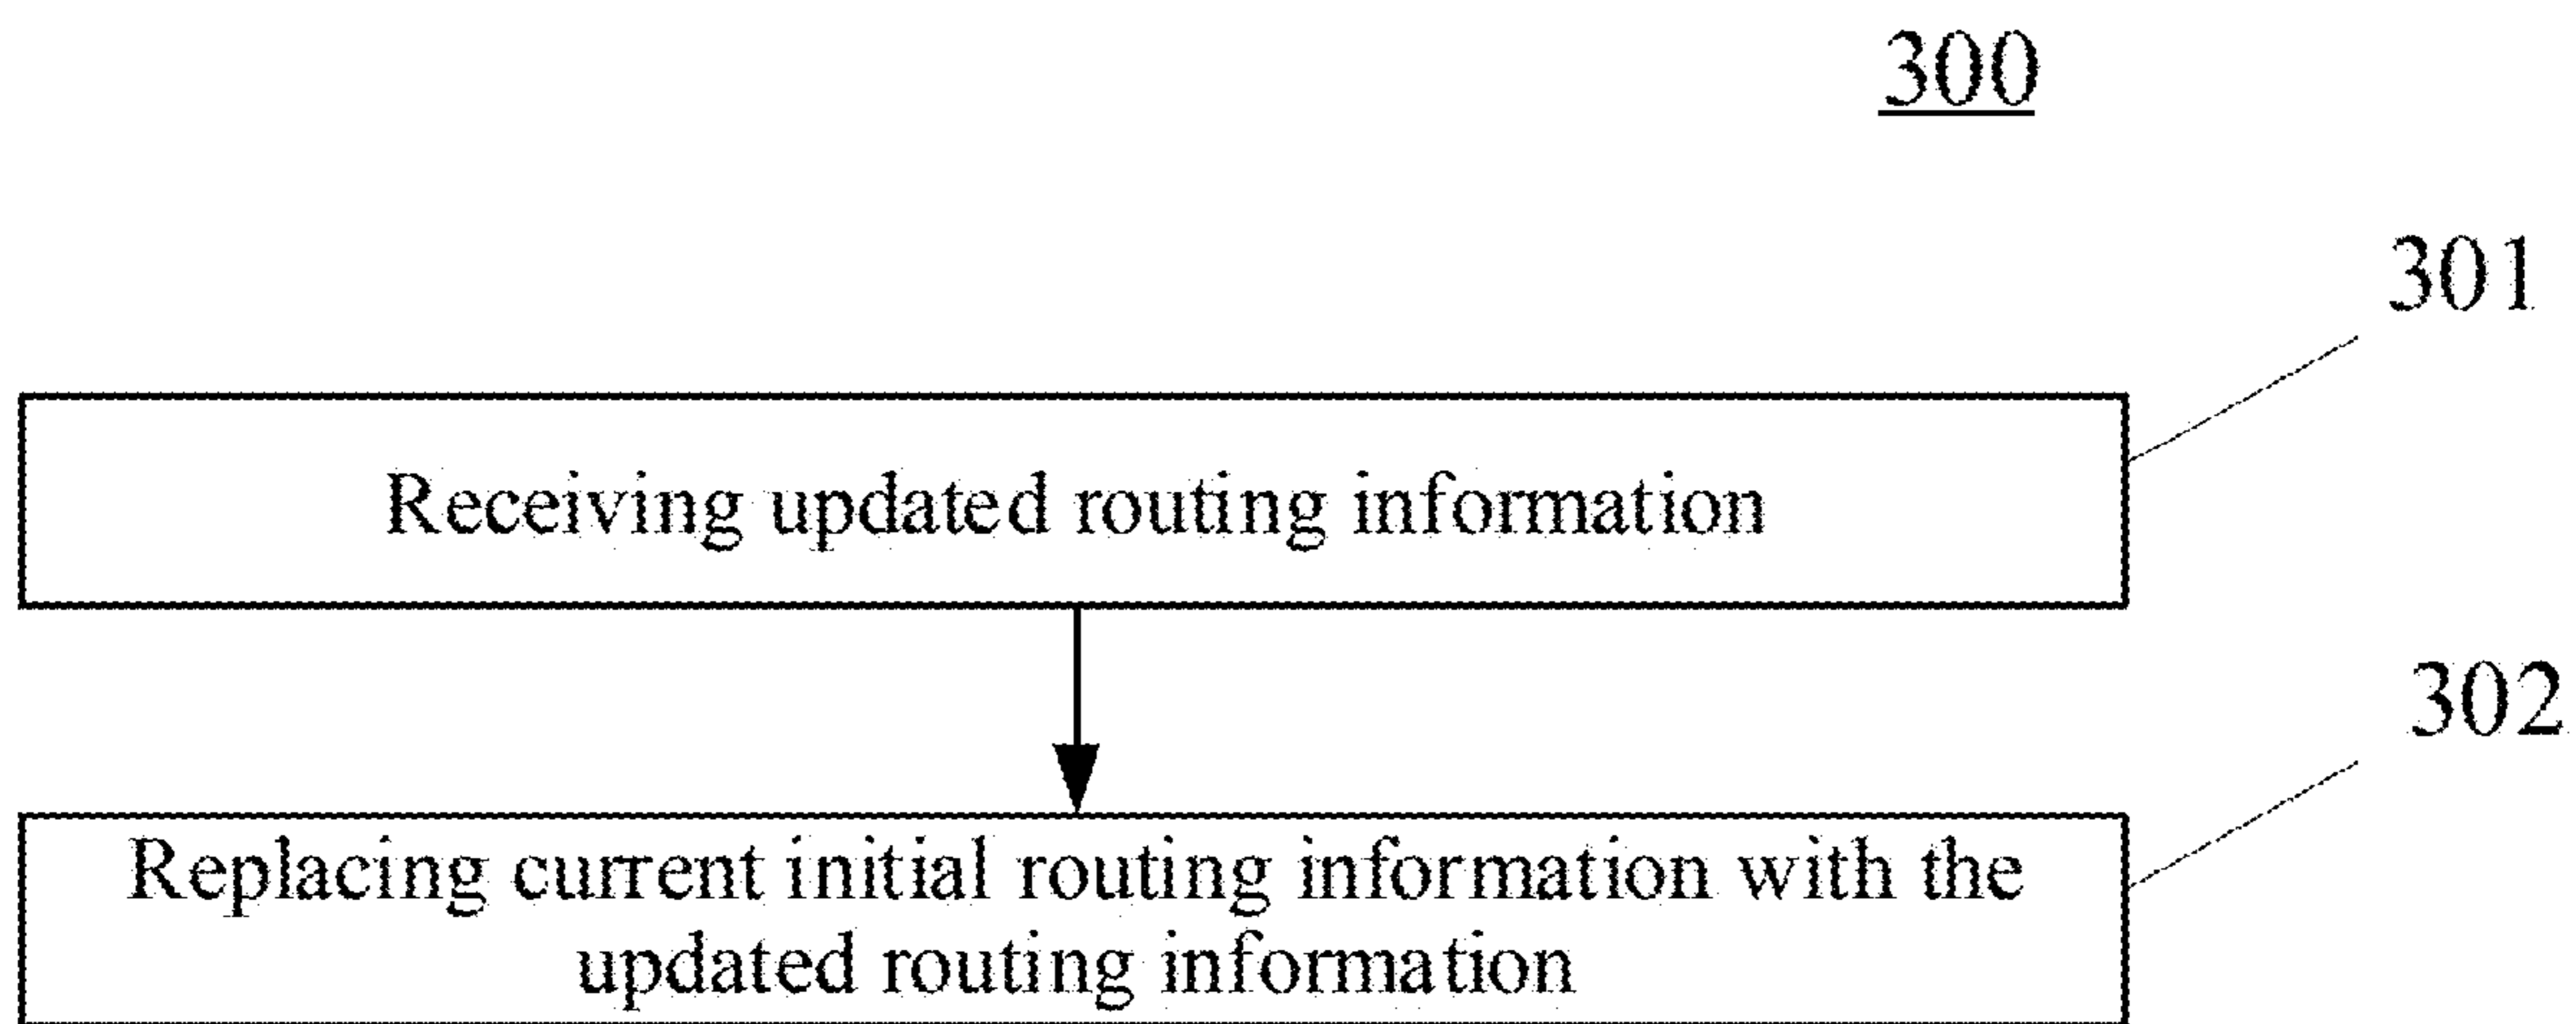 300
301
Receiving updated routing information
302
Replacing current initial routing information with the
updated routing information